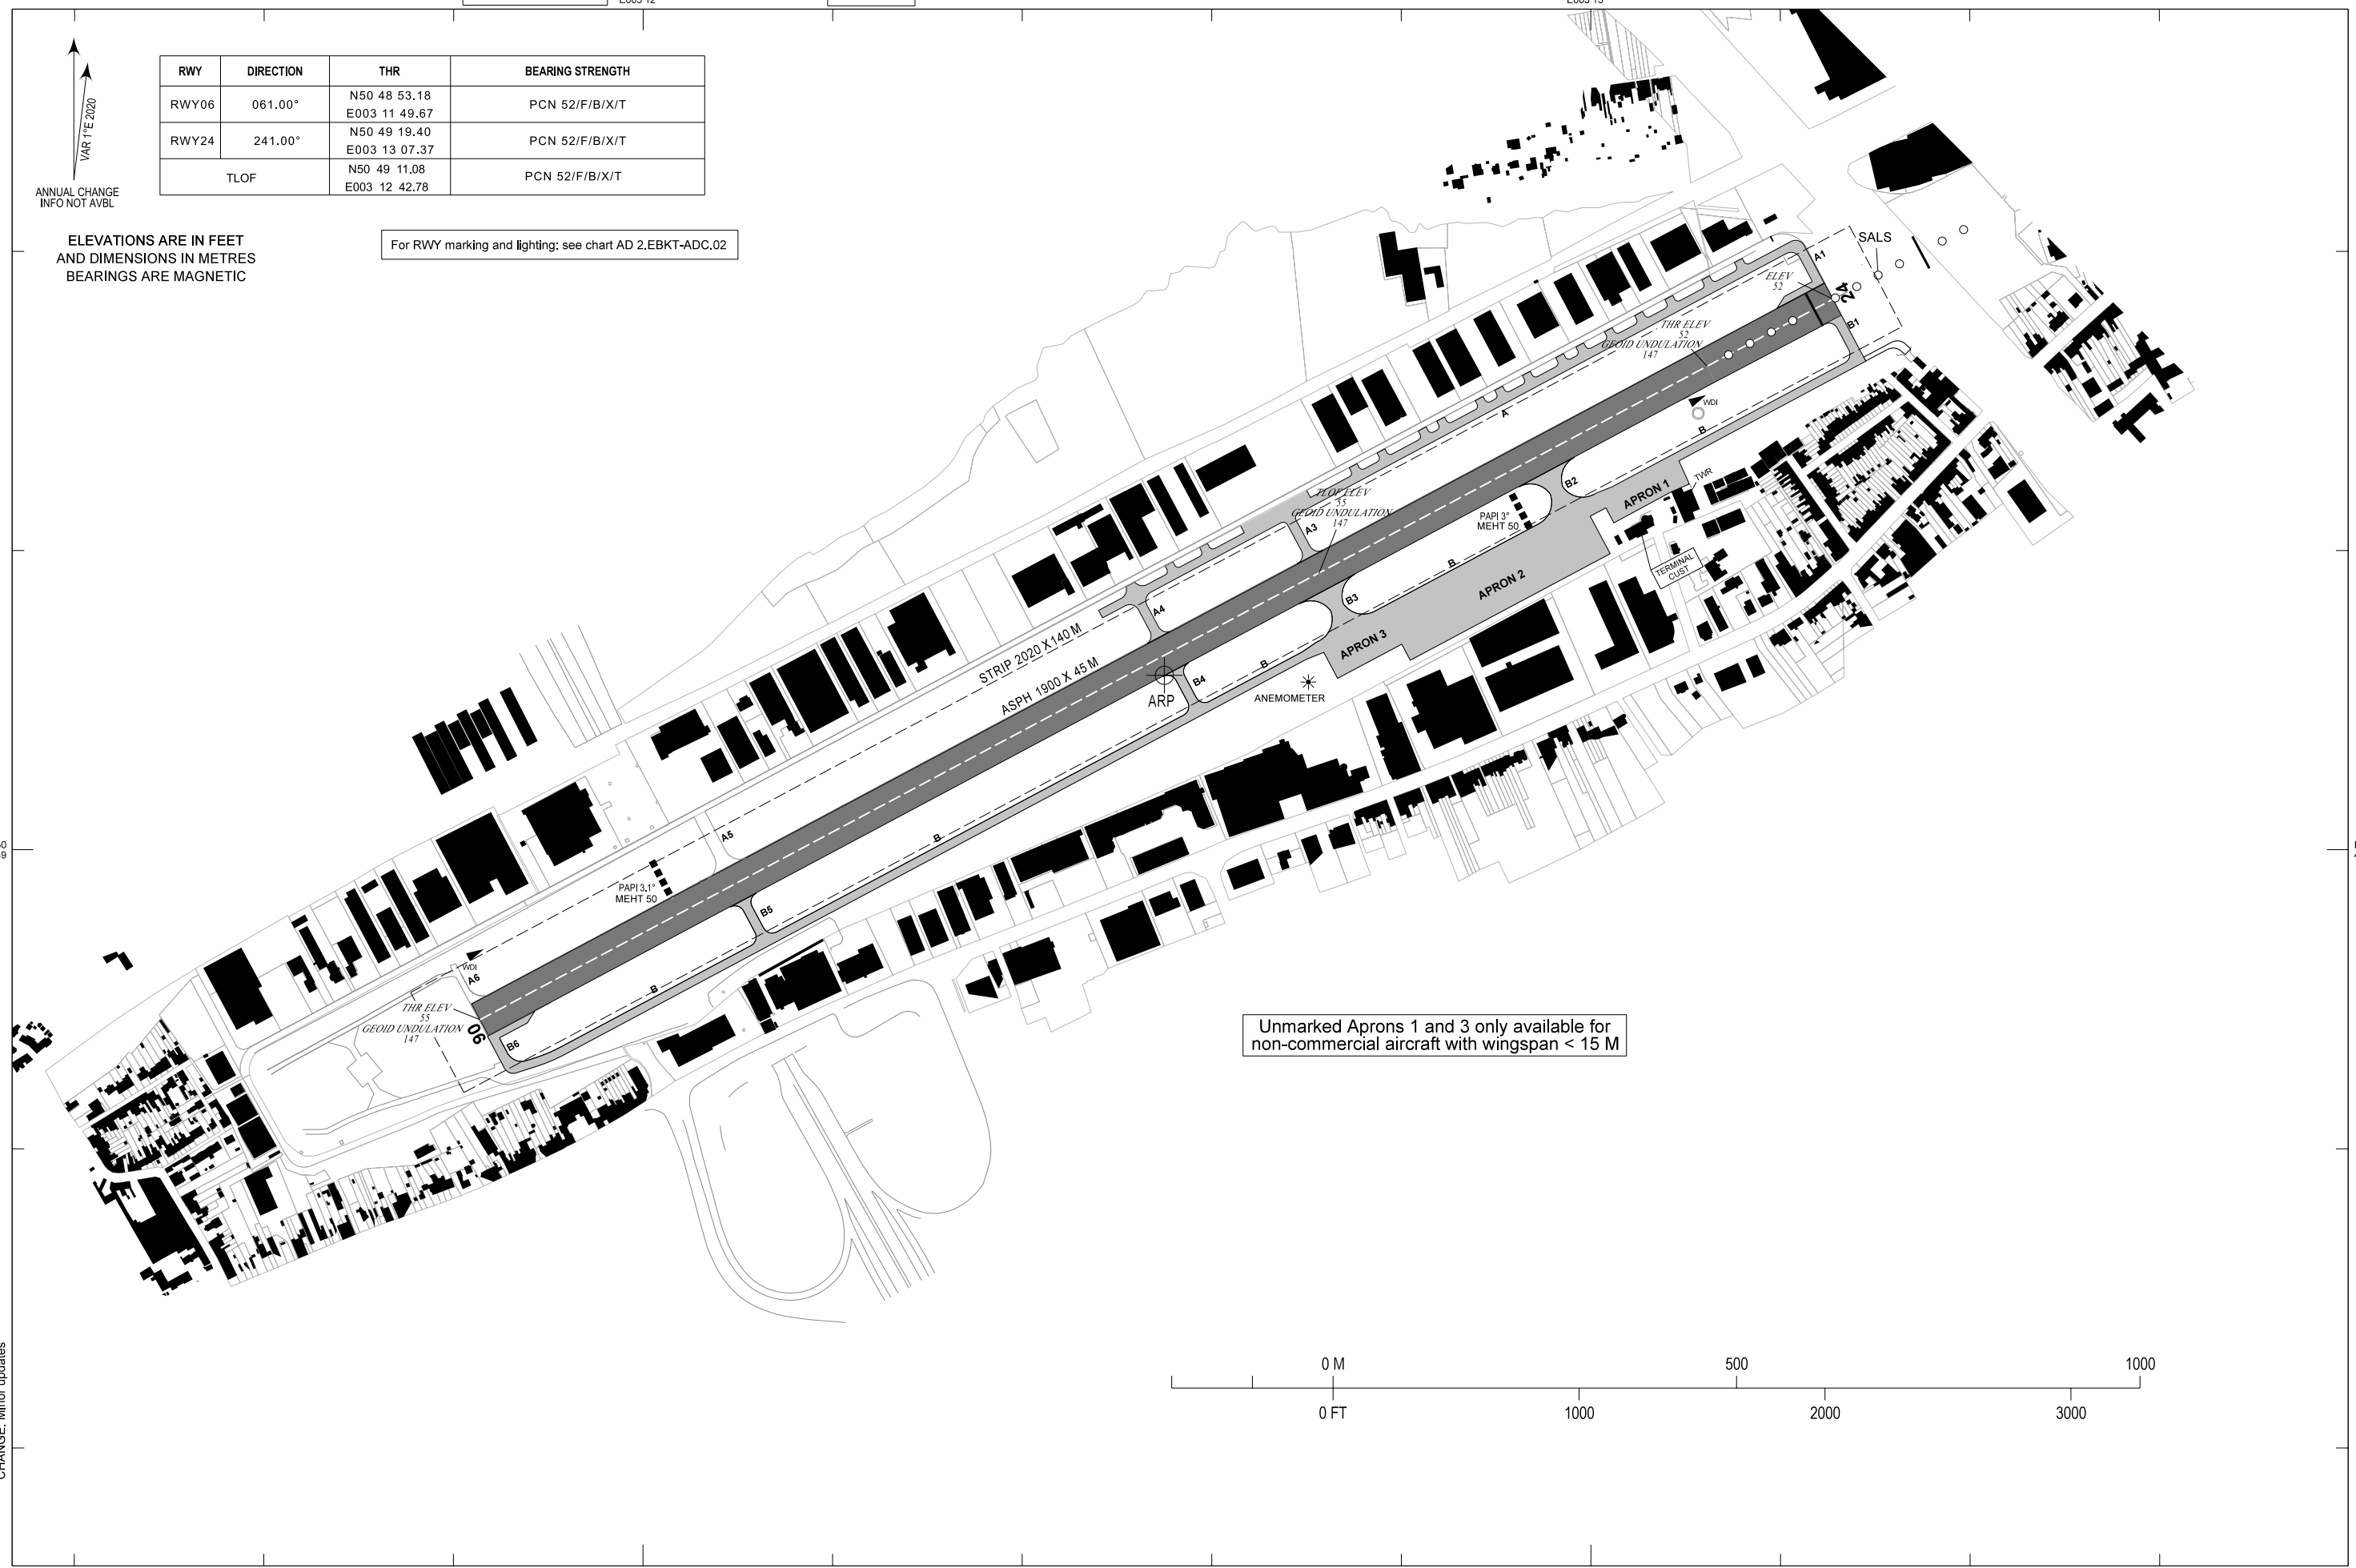 VAR 1°E 2020
ANNUAL CHANGE
INFO NOT AVBL
RWY DIRECTION THR BEARING STRENGTH
RWY06 061.00° N50 48 53.18 E003 11 49.67 PCN 52/F/B/X/T
RWY24 241.00° N50 49 19.40 E003 13 07.37 PCN 52/F/B/X/T
TLOF N50 49 11.08 E003 12 42.78 PCN 52/F/B/X/T
ELEVATIONS ARE IN FEET
AND DIMENSIONS IN METRES
BEARINGS ARE MAGNETIC
For RWY marking and lighting: see chart AD 2.EBKT-ADC.02
SALS
A1
ELEV
52
24
B1
THR ELEV
52
GEOID UNDULATION
147
WDI
A
B
TWR
APRON 1
B2
TLOF ELEV
55
GEOID UNDULATION
147
A3
PAPI 3°
MEHT 50
TERMINAL
CUST
B
APRON 2
B3
A4
APRON 3
STRIP 2020 X140 M
ASPH 1900 X 45 M
B
B4
ARP
ANEMOMETER
A5
B
PAPI 3.1°
MEHT 50
B5
WDI
A6
B
THR ELEV
55
GEOID UNDULATION
147
06
B6
Unmarked Aprons 1 and 3 only available for
non-commercial aircraft with wingspan < 15 M
0 M 500 1000
0 FT 1000 2000 3000
CHANGE: Minor updates